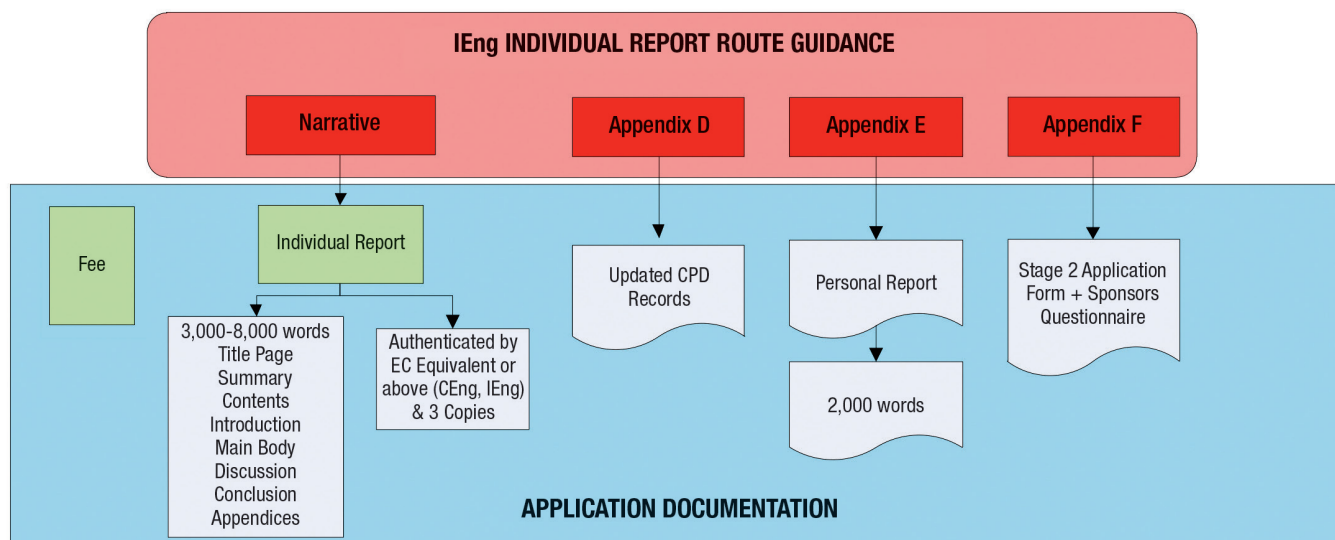 IEng INDIVIDUAL REPORT ROUTE GUIDANCE
Narrative
Appendix D
Appendix E
Appendix F
Fee
Individual Report
Updated CPD
Records
Personal Report
Stage 2 Application
Form + Sponsors
Questionnaire
3,000-8,000 words
Title Page
Summary
Contents
Introduction
Main Body
Discussion
Conclusion
Appendices
Authenticated by
EC Equivalent or
above (CEng, IEng)
& 3 Copies
2,000 words
APPLICATION DOCUMENTATION